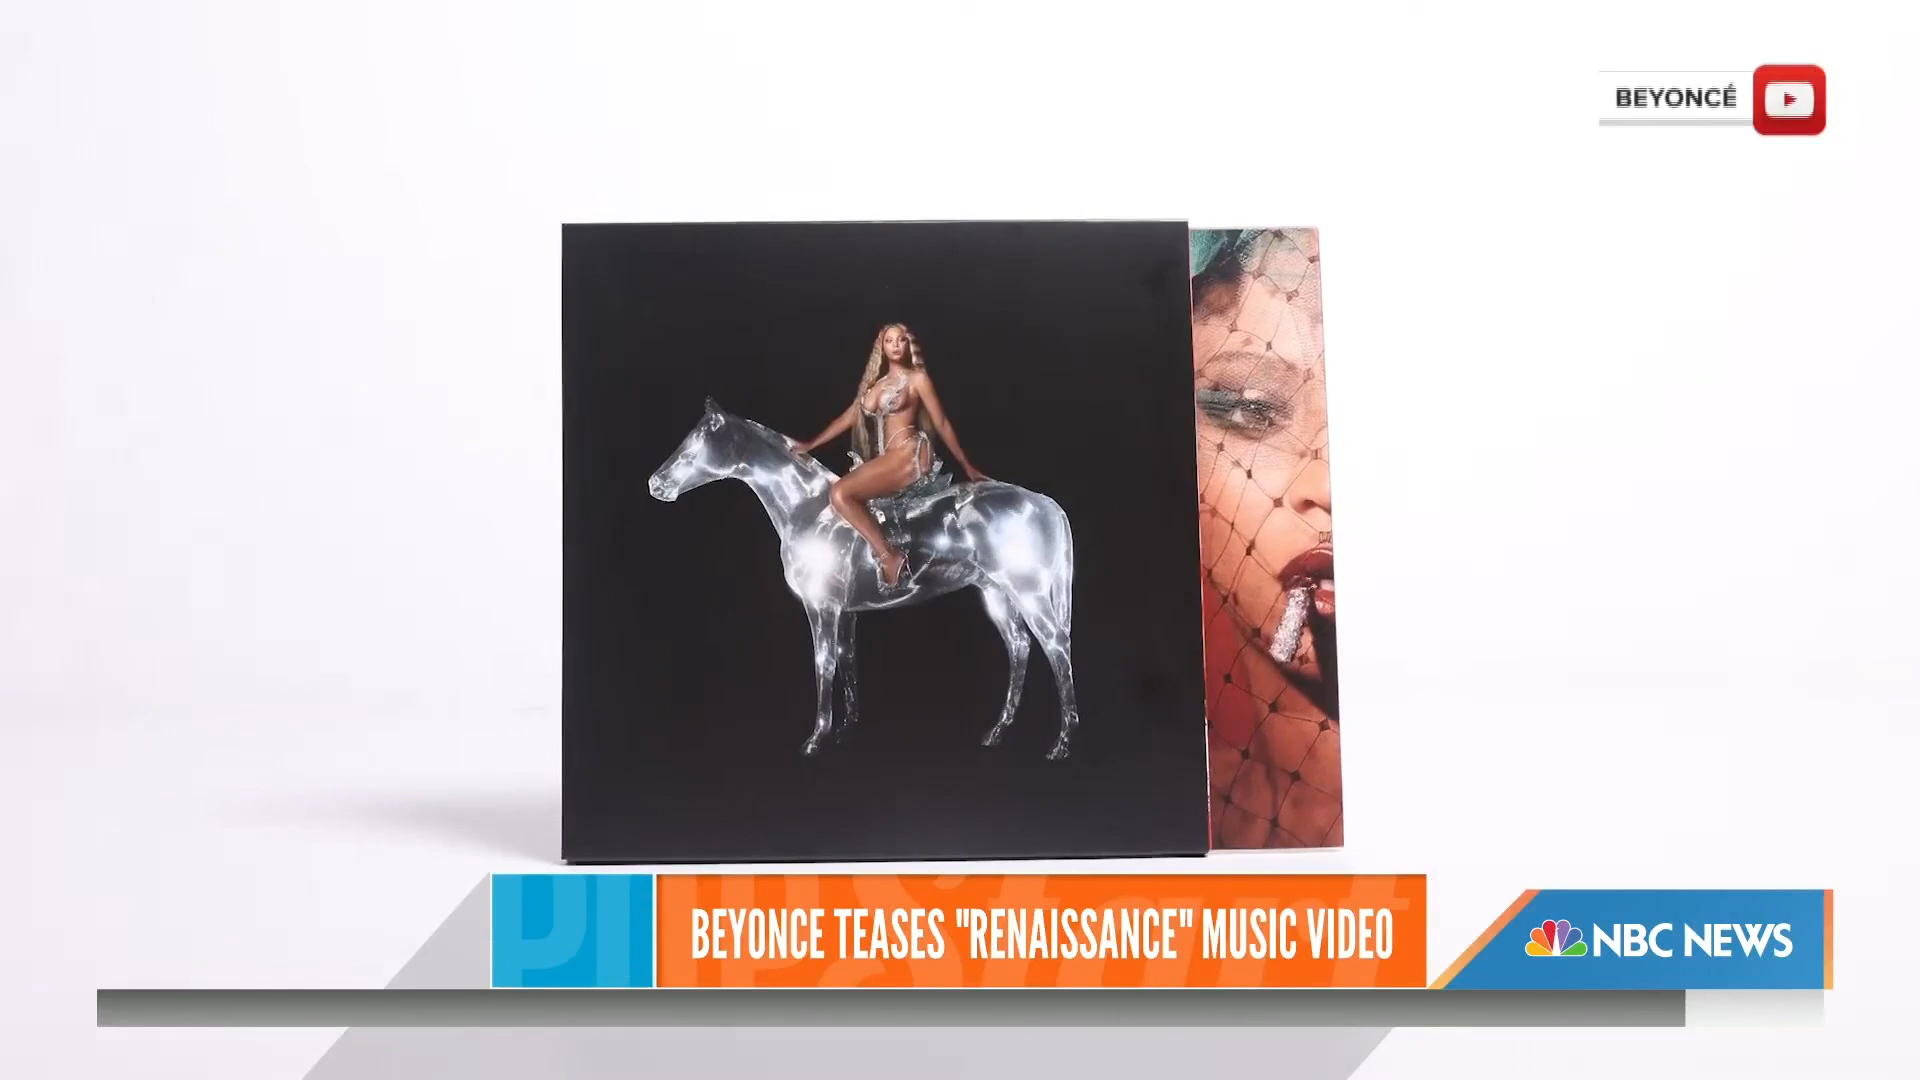 BEYONCÉ
BEYONCE TEASES "RENAISSANCE" MUSIC VIDEO
NBC NEWS